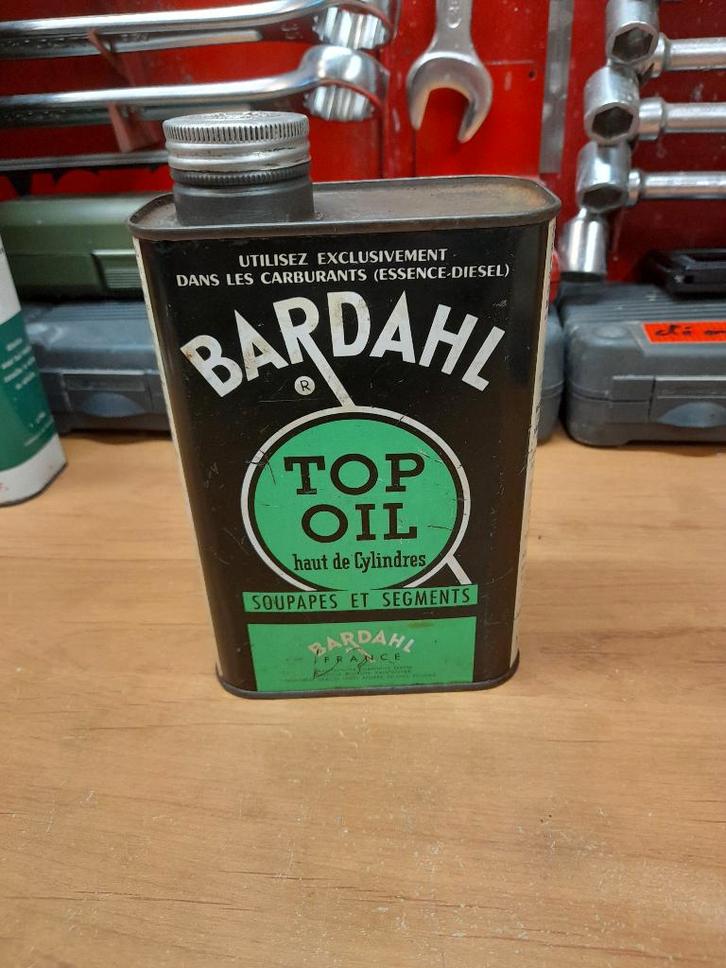 UTILISEZ EXCLUSIVEMENT
DANS LES CARBURANTS (ESSENCE-DIESEL)
BARDAHL
®
TOP
OIL
haut de Cylindres
SOUPAPES ET SEGMENTS
BARDAHL
FRANCE